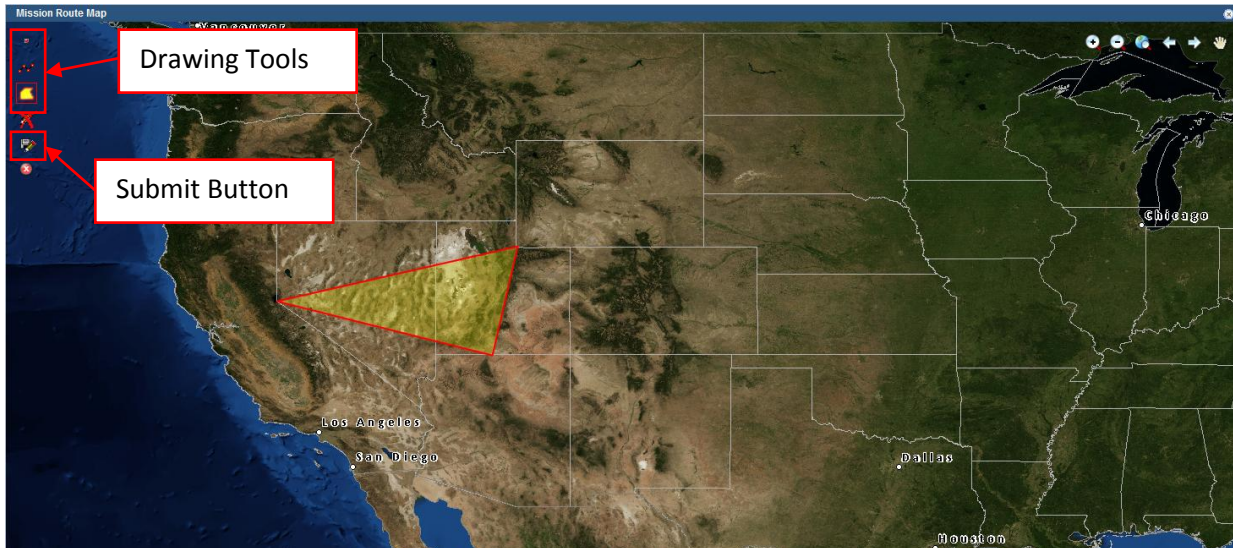 Mission Route Map
Vancouver
Drawing Tools
Submit Button
Chicago
Los Angeles
San Diego
Dallas
Houston